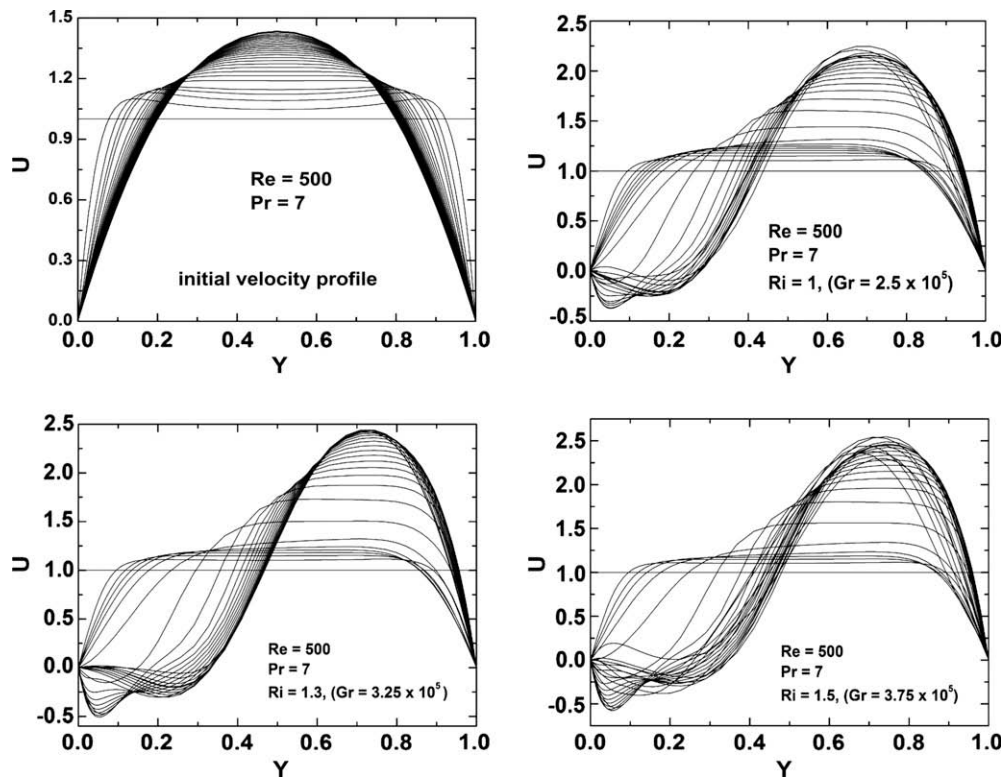 1.5
1.2
0.9
0.6
0.3
0.0
U
Re = 500
Pr = 7
initial velocity profile
0.0 0.2 0.4 0.6 0.8 1.0
Y
2.5
2.0
1.5
1.0
0.5
0.0
-0.5
U
Re = 500
Pr = 7
Ri = 1, (Gr = 2.5 x 10⁵)
0.0 0.2 0.4 0.6 0.8 1.0
Y
2.5
2.0
1.5
1.0
0.5
0.0
-0.5
U
Re = 500
Pr = 7
Ri = 1.3, (Gr = 3.25 x 10⁵)
0.0 0.2 0.4 0.6 0.8 1.0
Y
2.5
2.0
1.5
1.0
0.5
0.0
-0.5
U
Re = 500
Pr = 7
Ri = 1.5, (Gr = 3.75 x 10⁵)
0.0 0.2 0.4 0.6 0.8 1.0
Y